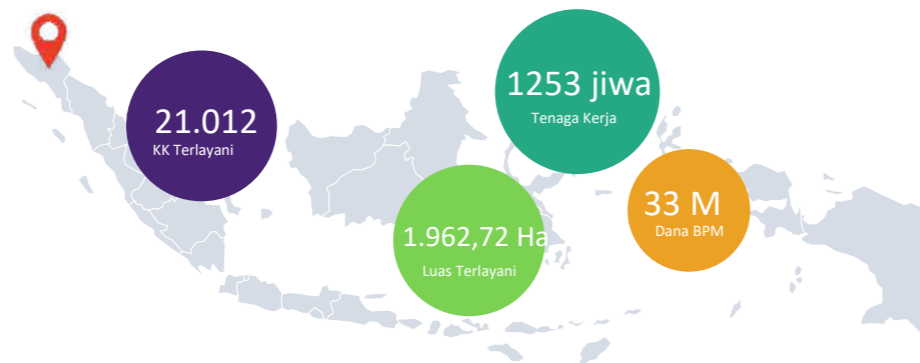 21.012
KK Terlayani
1253 jiwa
Tenaga Kerja
1.962,72 Ha
Luas Terlayani
33 M
Dana BPM